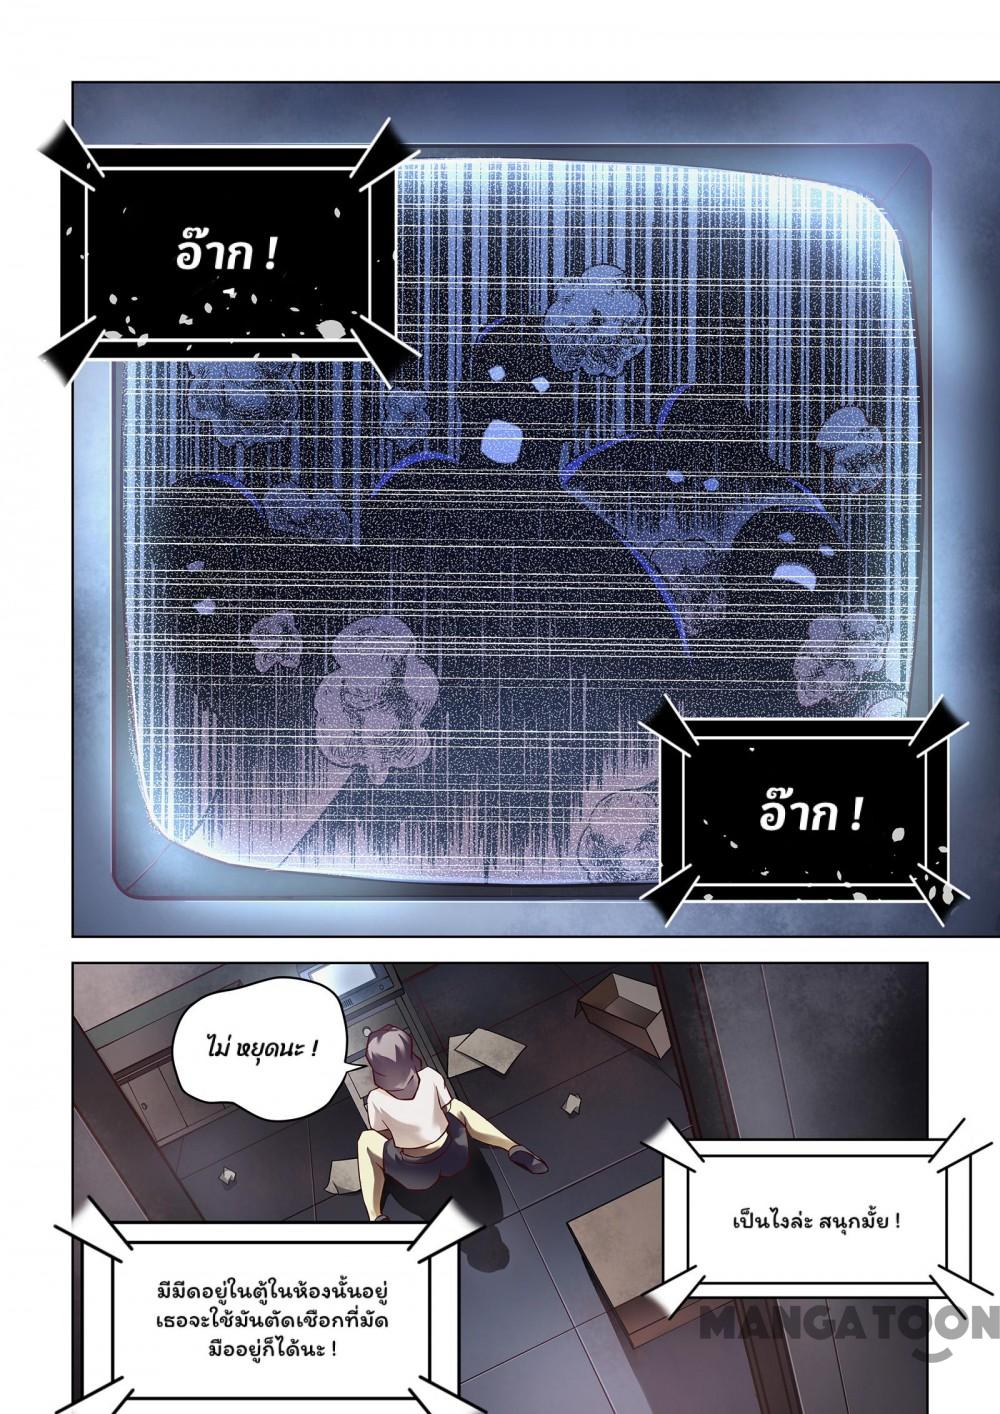 อ๊าก !
อ๊าก !
ไม่ หยุดนะ !
เป็นไงล่ะ สนุกมั้ย !
มีมีดอยู่ในตู้ในห้องนั้นอยู่
เธอจะใช้มันตัดเชือกที่มัด
มืออยู่ก็ได้นะ !
MANGATOON